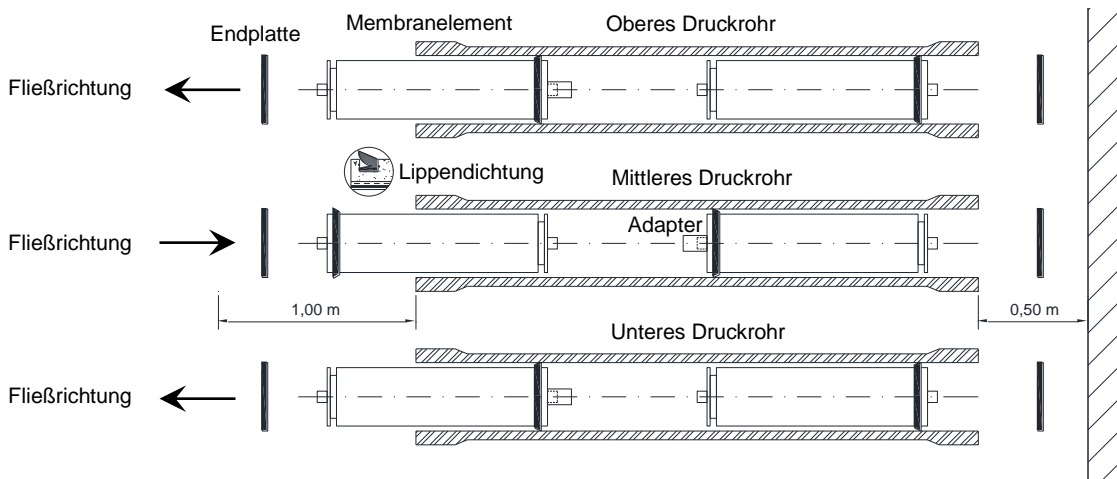 Membranelement
Oberes Druckrohr
Endplatte
Fließrichtung
Lippendichtung
Mittleres Druckrohr
Adapter
Fließrichtung
1,00 m
0,50 m
Unteres Druckrohr
Fließrichtung